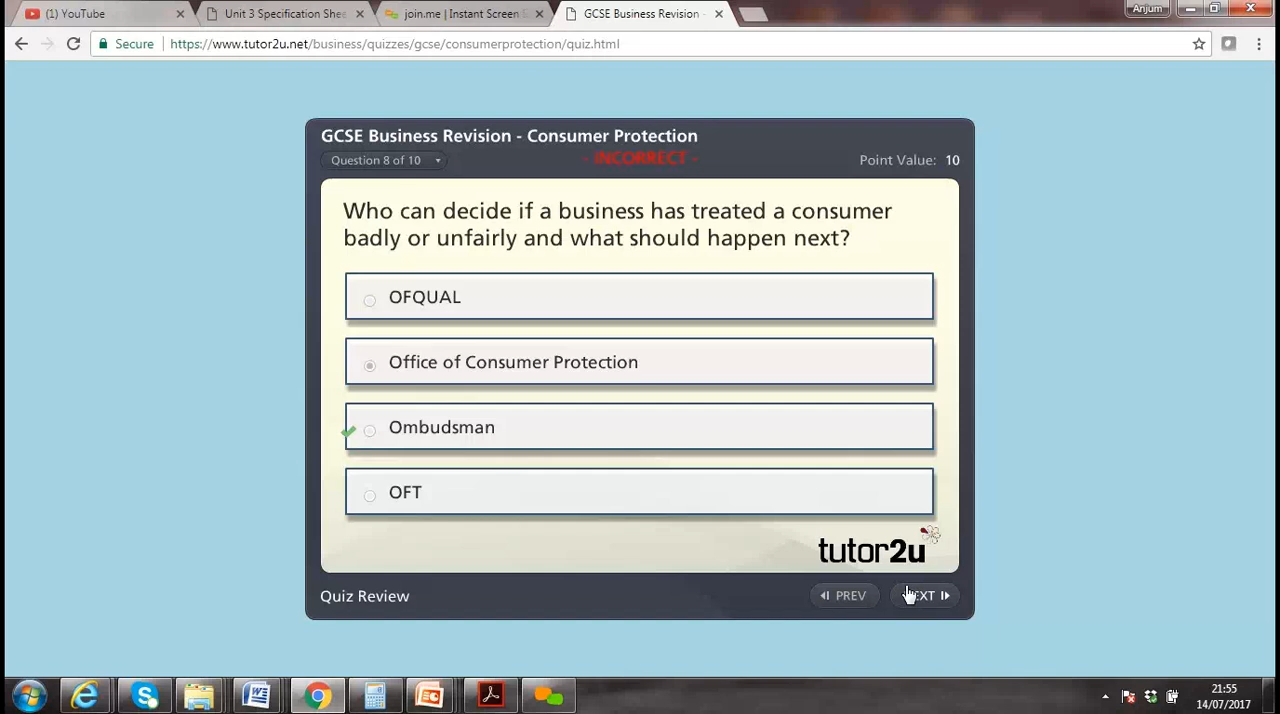 (1) YouTube
Unit 3 Specification Shee
join.me | Instant Screen S
GCSE Business Revision -
Anjum
Secure
https://www.tutor2u.net/business/quizzes/gcse/consumerprotection/quiz.html
GCSE Business Revision - Consumer Protection
Question 8 of 10
- INCORRECT -
Point Value: 10
Who can decide if a business has treated a consumer
badly or unfairly and what should happen next?
OFQUAL
Office of Consumer Protection
Ombudsman
OFT
tutor2u
Quiz Review
PREV
EXT
21:55
14/07/2017